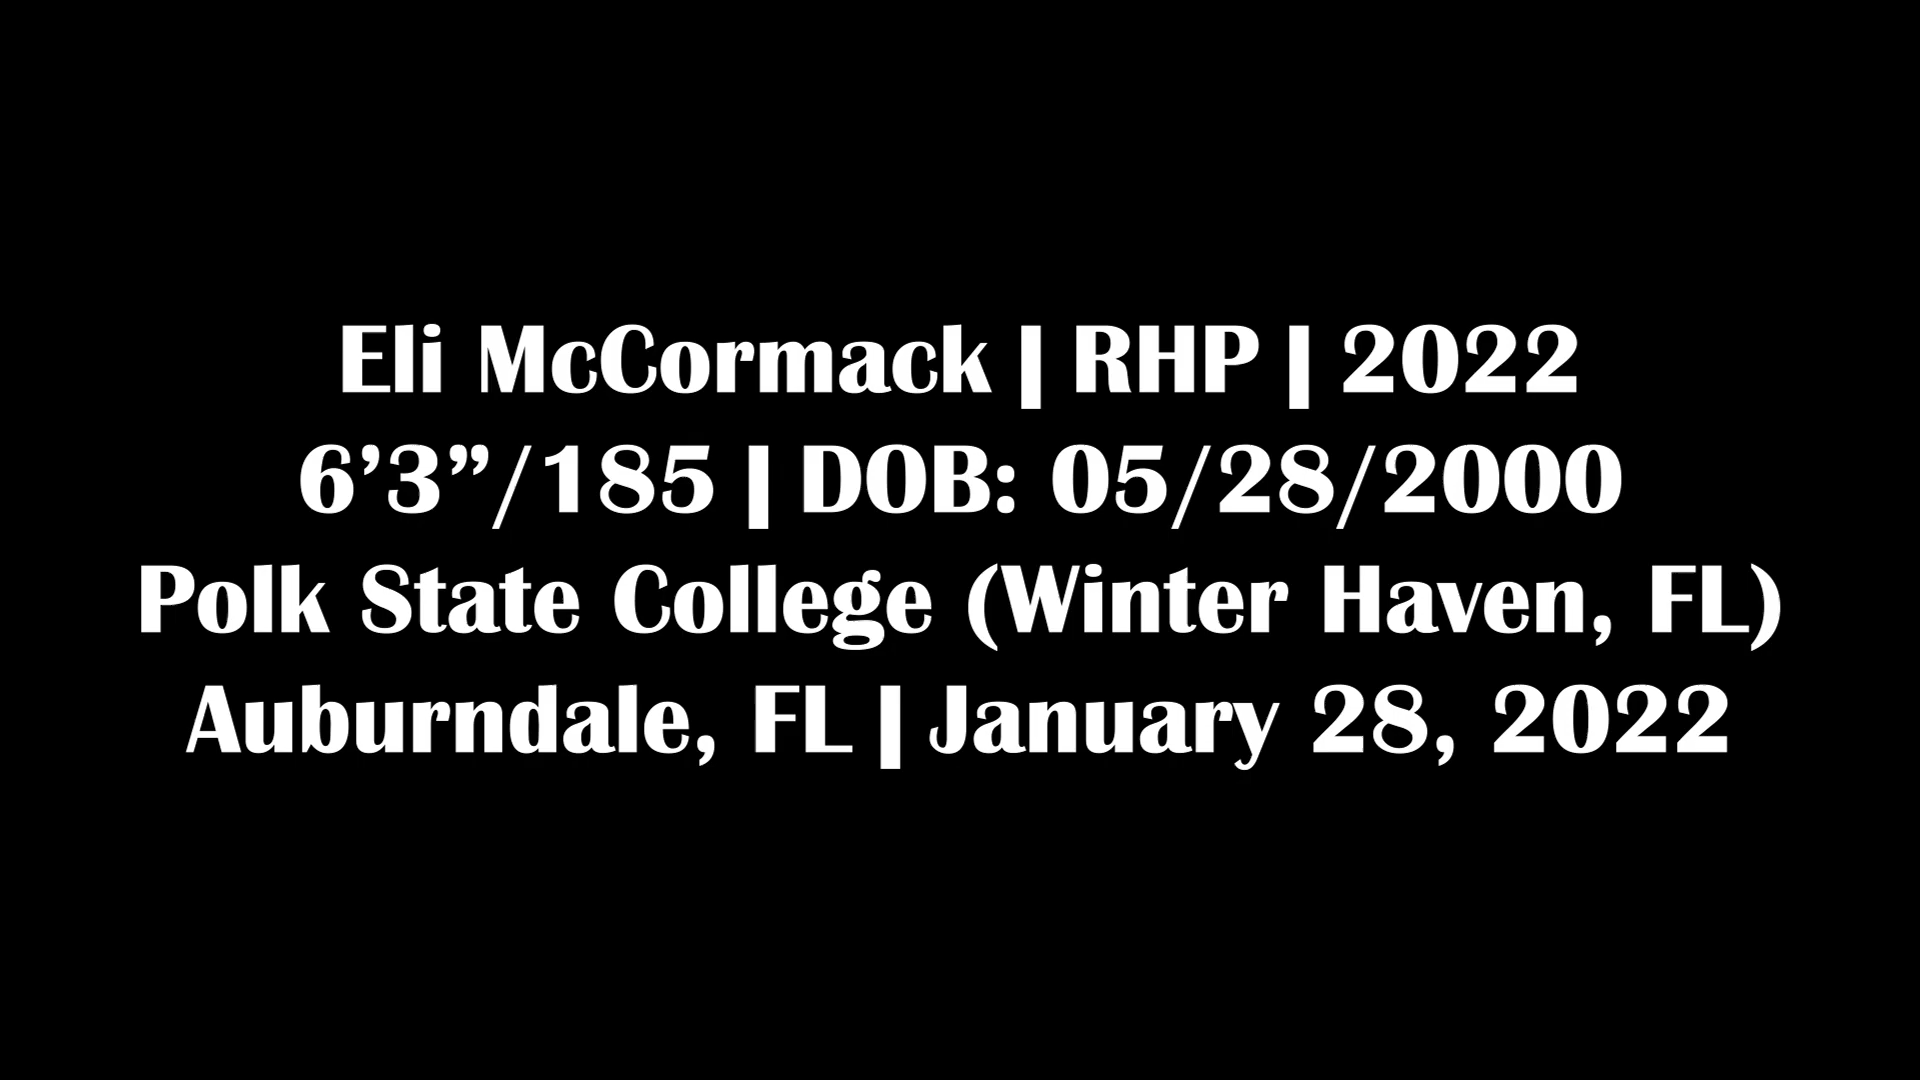 Eli McCormack | RHP | 2022
6’3”/185 | DOB: 05/28/2000
Polk State College (Winter Haven, FL)
Auburndale, FL | January 28, 2022